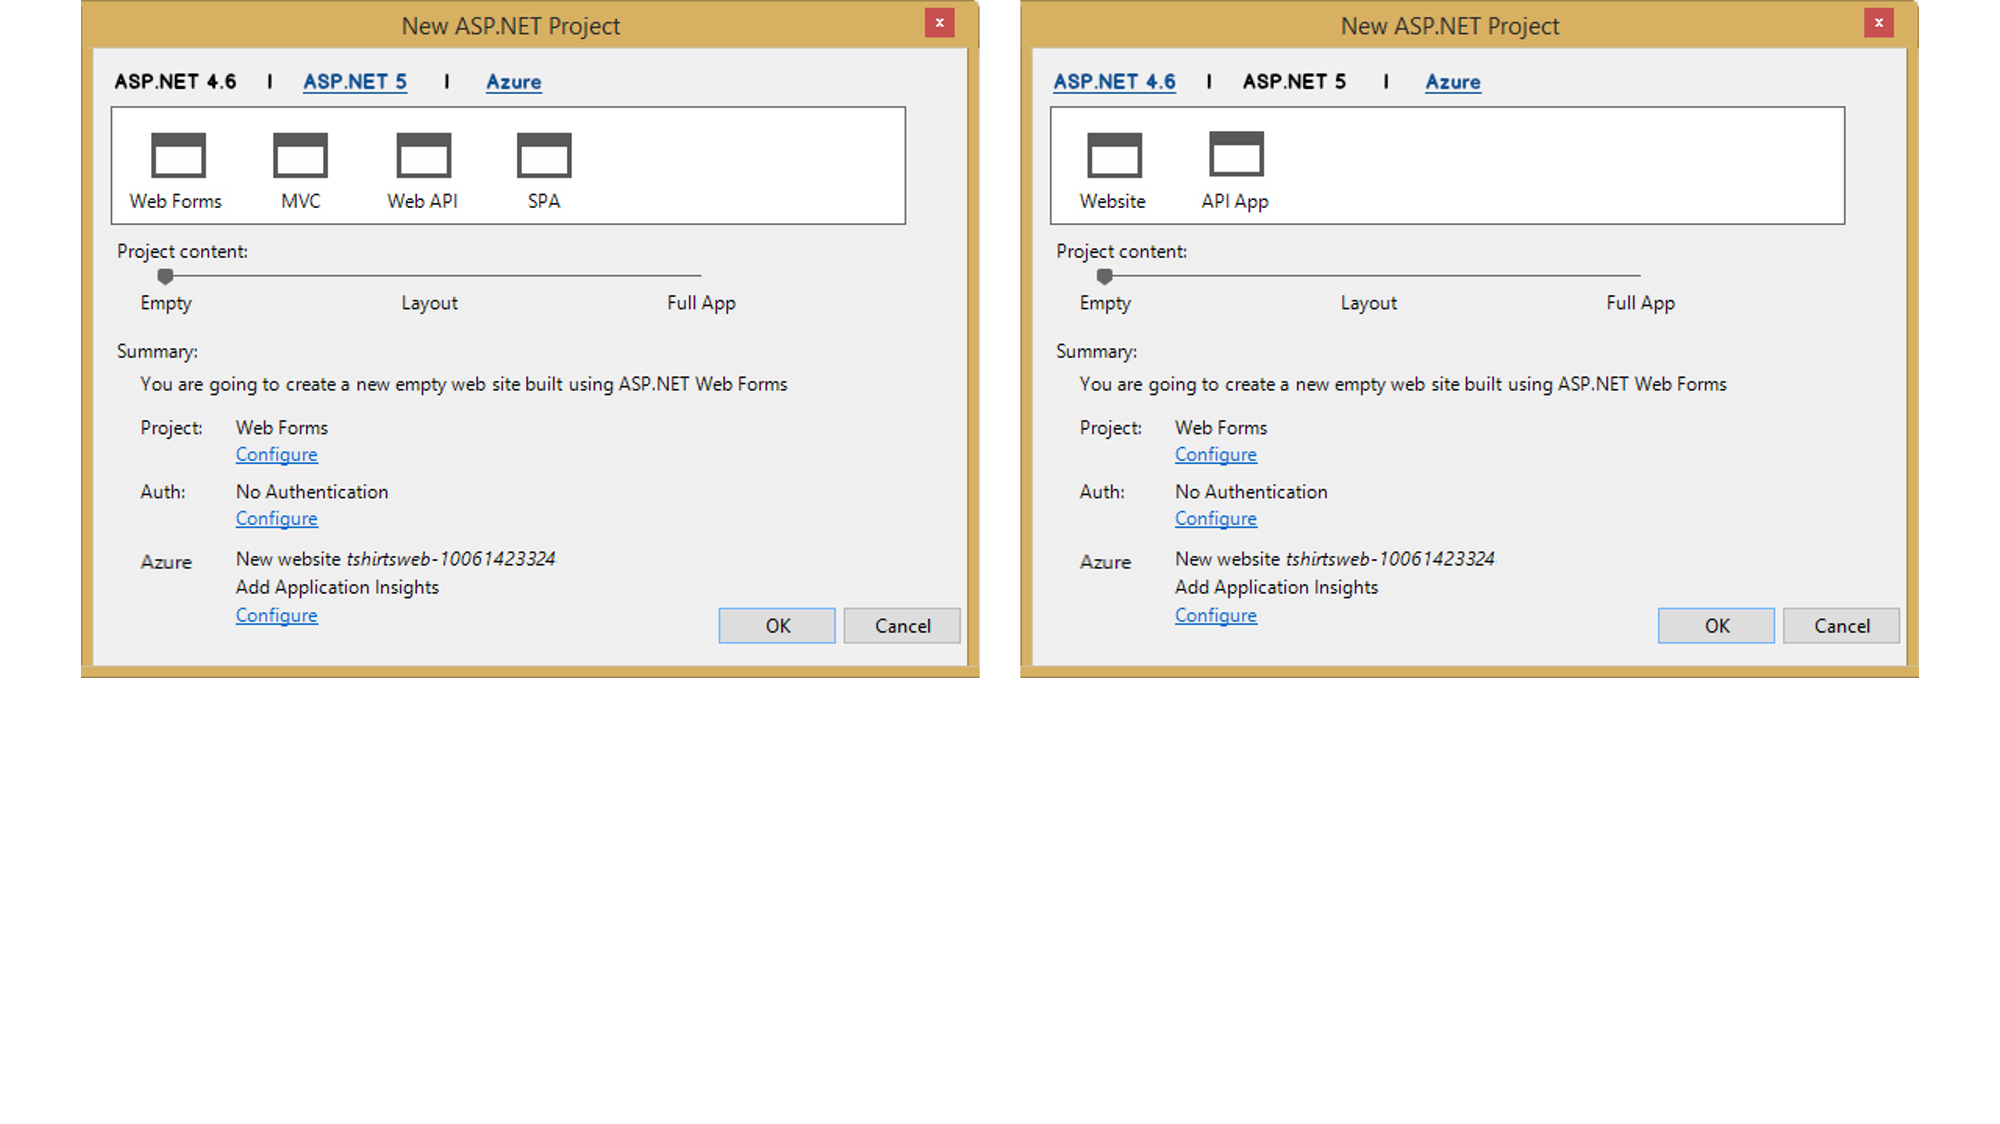 New ASP.NET Project
x
ASP.NET 4.6 | ASP.NET 5 | Azure
Web Forms MVC Web API SPA
Project content:
Empty Layout Full App
Summary:
You are going to create a new empty web site built using ASP.NET Web Forms
Project: Web Forms
Configure
Auth: No Authentication
Configure
Azure New website tshirtsweb-10061423324
Add Application Insights
Configure
OK Cancel
New ASP.NET Project
x
ASP.NET 4.6 | ASP.NET 5 | Azure
Website API App
Project content:
Empty Layout Full App
Summary:
You are going to create a new empty web site built using ASP.NET Web Forms
Project: Web Forms
Configure
Auth: No Authentication
Configure
Azure New website tshirtsweb-10061423324
Add Application Insights
Configure
OK Cancel